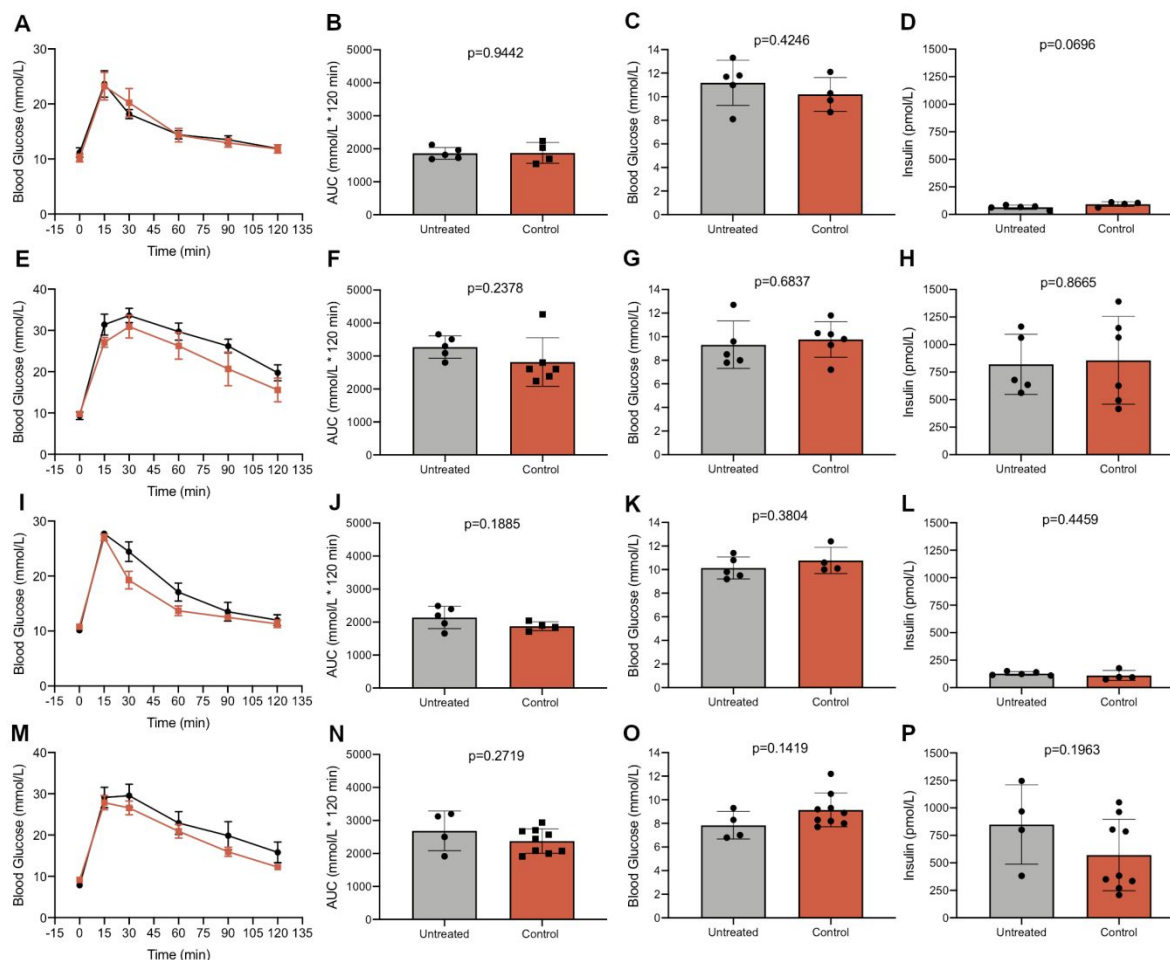 A
Blood Glucose (mmol/L)
30
20
10
0
-15 0 15 30 45 60 75 90 105 120 135
Time (min)
B
p=0.9442
AUC (mmol/L * 120 min)
5000
4000
3000
2000
1000
0
Untreated Control
C
p=0.4246
Blood Glucose (mmol/L)
14
12
10
8
6
4
2
0
Untreated Control
D
p=0.0696
Insulin (pmol/L)
1500
1250
1000
750
500
250
0
Untreated Control
E
Blood Glucose (mmol/L)
40
30
20
10
0
-15 0 15 30 45 60 75 90 105 120 135
Time (min)
F
p=0.2378
AUC (mmol/L * 120 min)
5000
4000
3000
2000
1000
0
Untreated Control
G
p=0.6837
Blood Glucose (mmol/L)
14
12
10
8
6
4
2
0
Untreated Control
H
p=0.8665
Insulin (pmol/L)
1500
1250
1000
750
500
250
0
Untreated Control
I
Blood Glucose (mmol/L)
30
20
10
0
-15 0 15 30 45 60 75 90 105 120 135
Time (min)
J
p=0.1885
AUC (mmol/L * 120 min)
5000
4000
3000
2000
1000
0
Untreated Control
K
p=0.3804
Blood Glucose (mmol/L)
14
12
10
8
6
4
2
0
Untreated Control
L
p=0.4459
Insulin (pmol/L)
1500
1250
1000
750
500
250
0
Untreated Control
M
Blood Glucose (mmol/L)
40
30
20
10
0
-15 0 15 30 45 60 75 90 105 120 135
Time (min)
N
p=0.2719
AUC (mmol/L * 120 min)
5000
4000
3000
2000
1000
0
Untreated Control
O
p=0.1419
Blood Glucose (mmol/L)
14
12
10
8
6
4
2
0
Untreated Control
P
p=0.1963
Insulin (pmol/L)
1500
1250
1000
750
500
250
0
Untreated Control